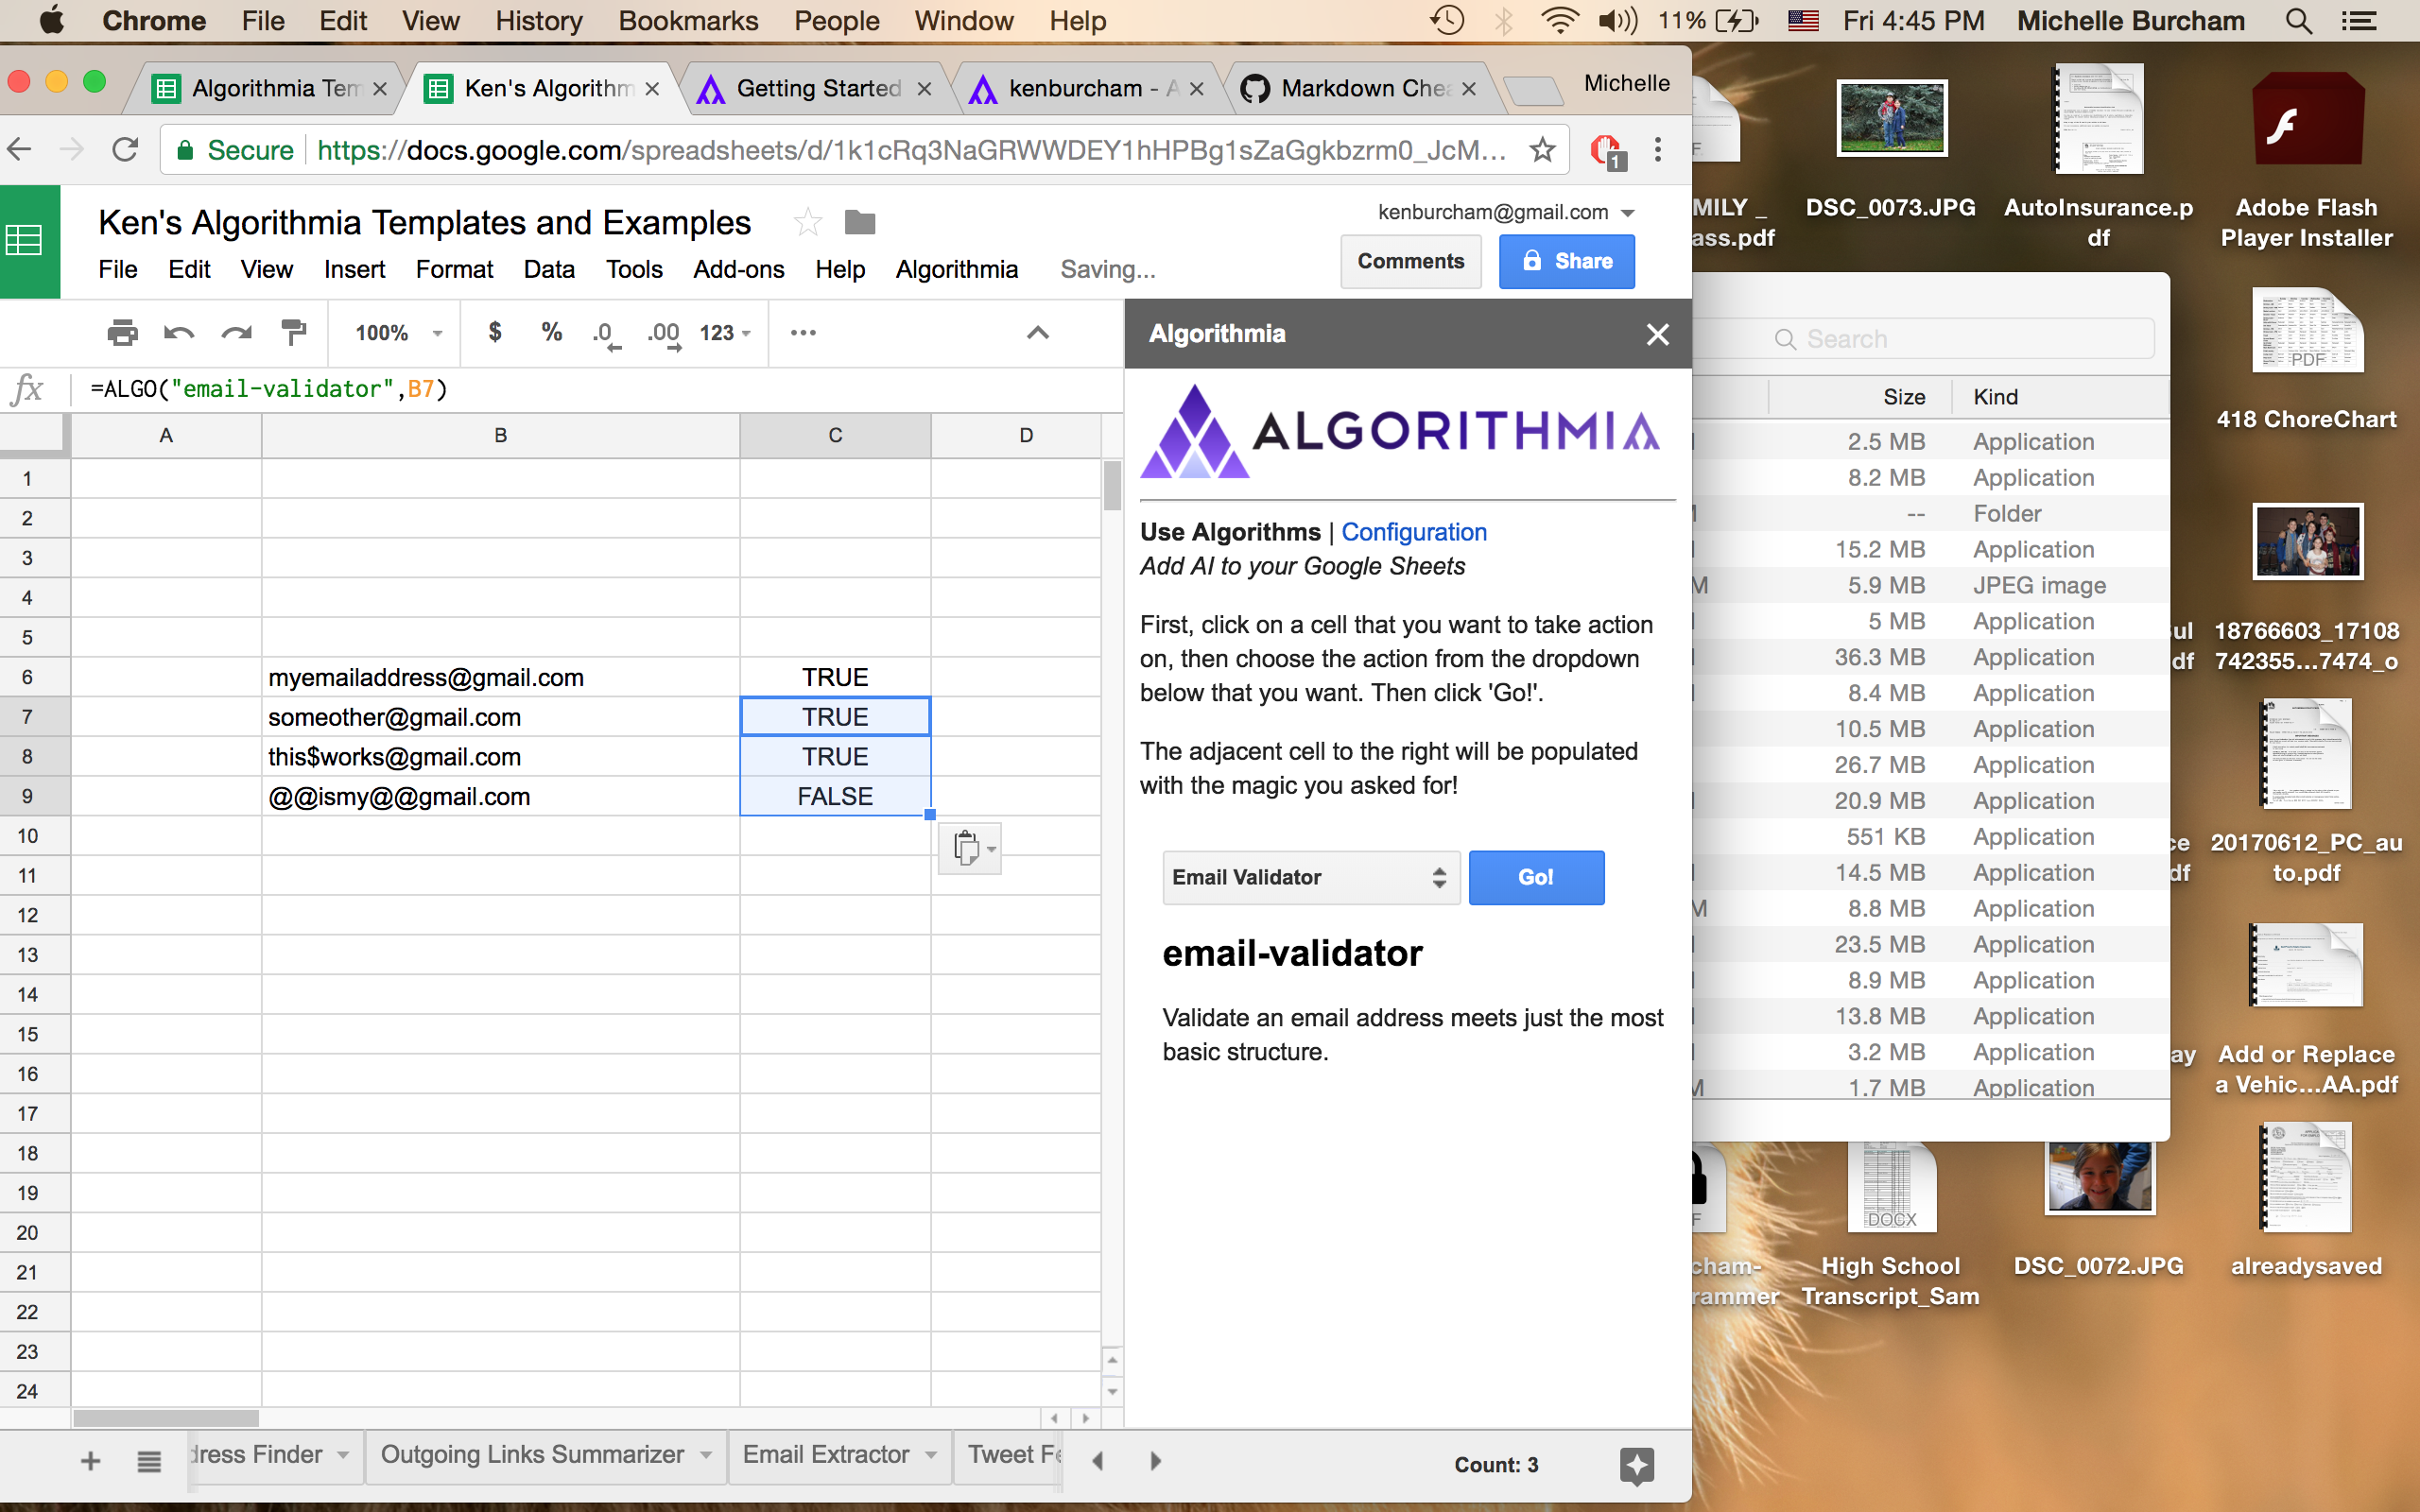 Chrome File Edit View History Bookmarks People Window Help 11% Fri 4:45 PM Michelle Burcham
Algorithmia Tem Ken's Algorithm Getting Started kenburcham - A Markdown Chea Michelle
Secure https://docs.google.com/spreadsheets/d/1k1cRq3NaGRWWDEY1hHPBg1sZaGgkbzrm0_JcM... 1
Ken's Algorithmia Templates and Examples
kenburcham@gmail.com
File Edit View Insert Format Data Tools Add-ons Help Algorithmia Saving...
Comments Share
100% $ % .0 .00 123
fx =ALGO("email-validator",B7)
A B C D
1
2
3
4
5
6 myemailaddress@gmail.com TRUE
7 someother@gmail.com TRUE
8 this$works@gmail.com TRUE
9 @@ismy@@gmail.com FALSE
10
11
12
13
14
15
16
17
18
19
20
21
22
23
24
dress Finder Outgoing Links Summarizer Email Extractor Tweet Fe
Count: 3
Algorithmia
ALGORITHMIA
Use Algorithms | Configuration
Add AI to your Google Sheets
First, click on a cell that you want to take action
on, then choose the action from the dropdown
below that you want. Then click 'Go!'.
The adjacent cell to the right will be populated
with the magic you asked for!
Email Validator Go!
email-validator
Validate an email address meets just the most
basic structure.
Search
Size Kind
2.5 MB Application
8.2 MB Application
-- Folder
15.2 MB Application
M 5.9 MB JPEG image
5 MB Application
36.3 MB Application
8.4 MB Application
10.5 MB Application
26.7 MB Application
20.9 MB Application
551 KB Application
14.5 MB Application
M 8.8 MB Application
23.5 MB Application
8.9 MB Application
13.8 MB Application
3.2 MB Application
M 1.7 MB Application
MILY _
ass.pdf
DSC_0073.JPG
AutoInsurance.p
df
Adobe Flash
Player Installer
PDF
418 ChoreChart
18766603_17108
742355...7474_o
20170612_PC_au
to.pdf
Add or Replace
a Vehic...AA.pdf
cham-
rammer
DOCX
High School
Transcript_Sam
DSC_0072.JPG
alreadysaved